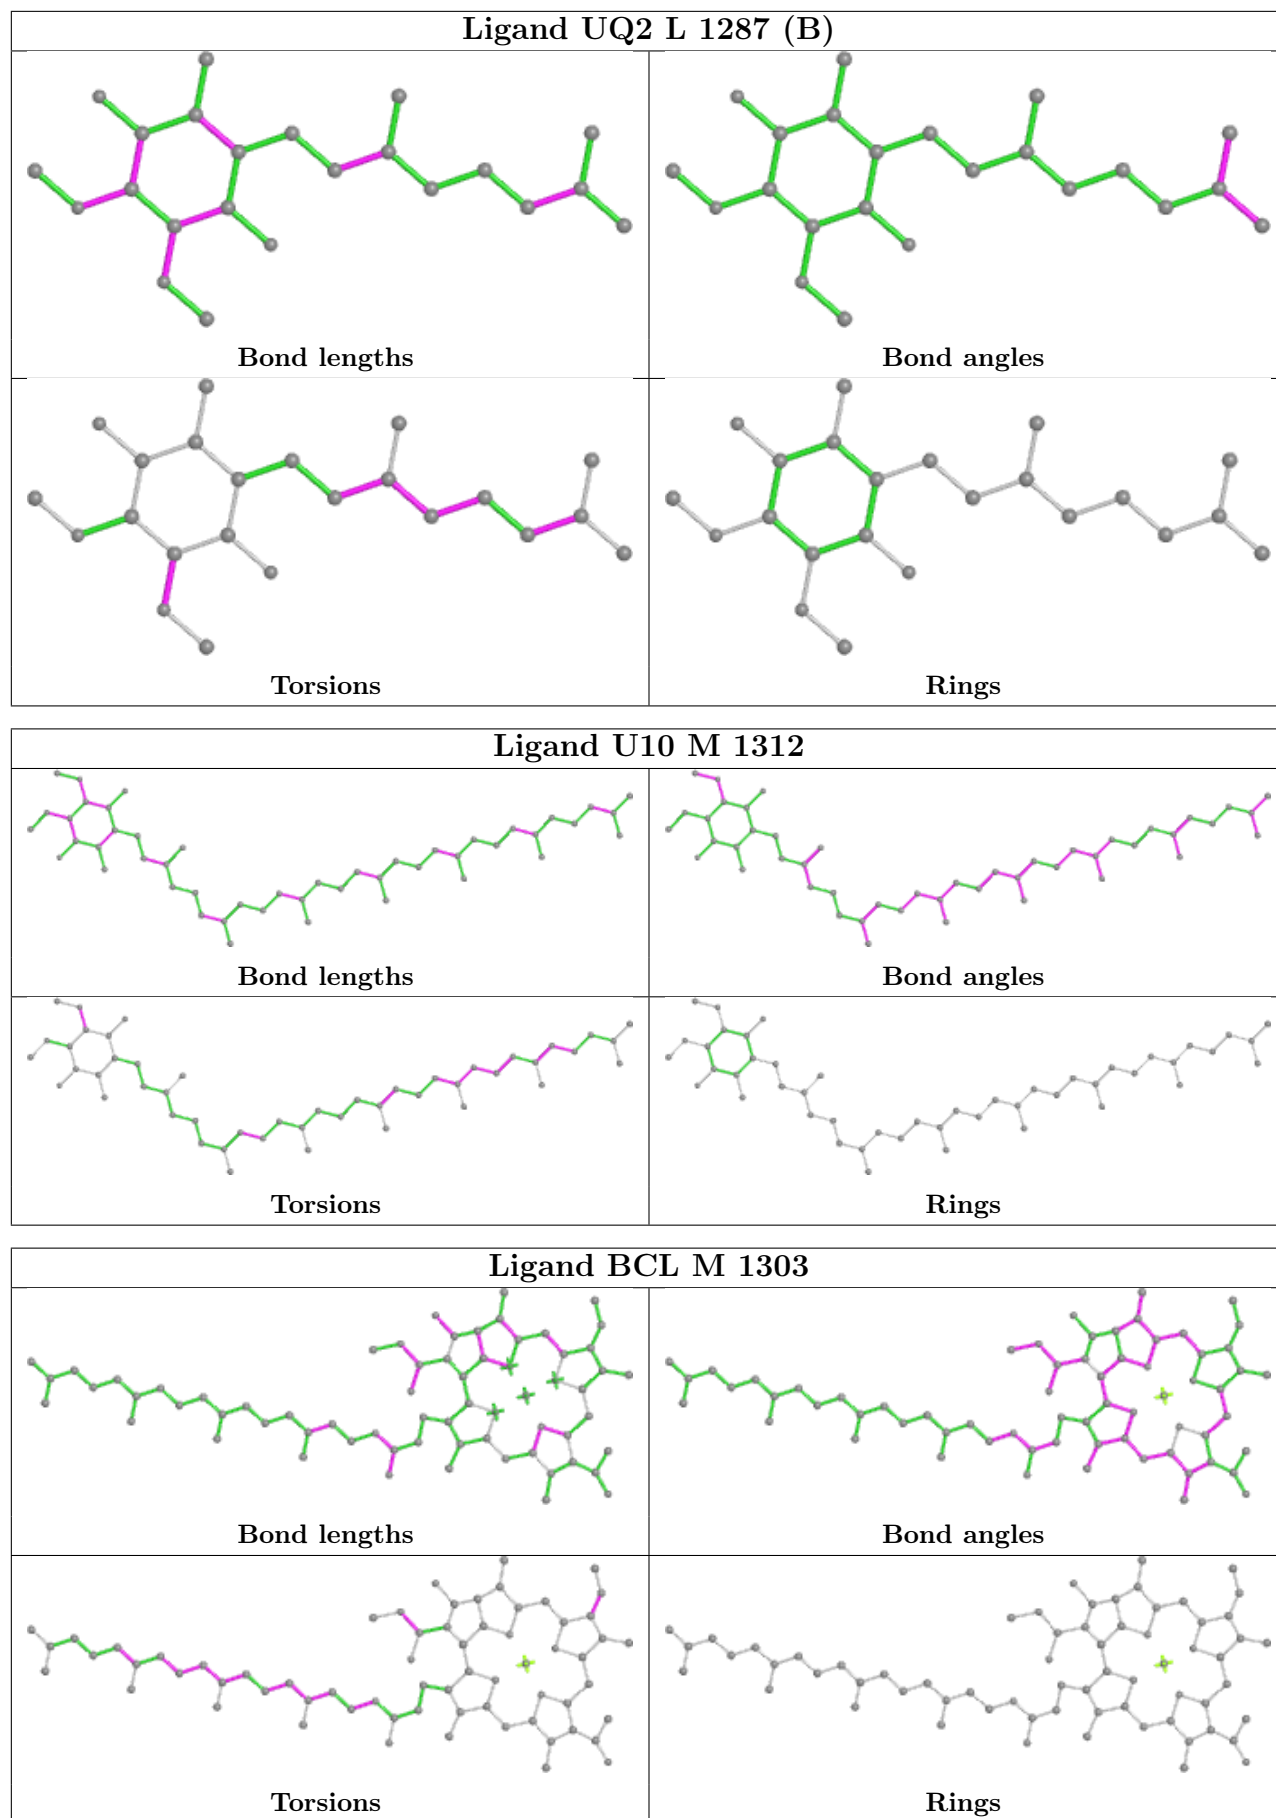 Ligand UQ2 L 1287 (B)
Bond lengths
Bond angles
Torsions
Rings
Ligand U10 M 1312
Bond lengths
Bond angles
Torsions
Rings
Ligand BCL M 1303
Bond lengths
Bond angles
Torsions
Rings